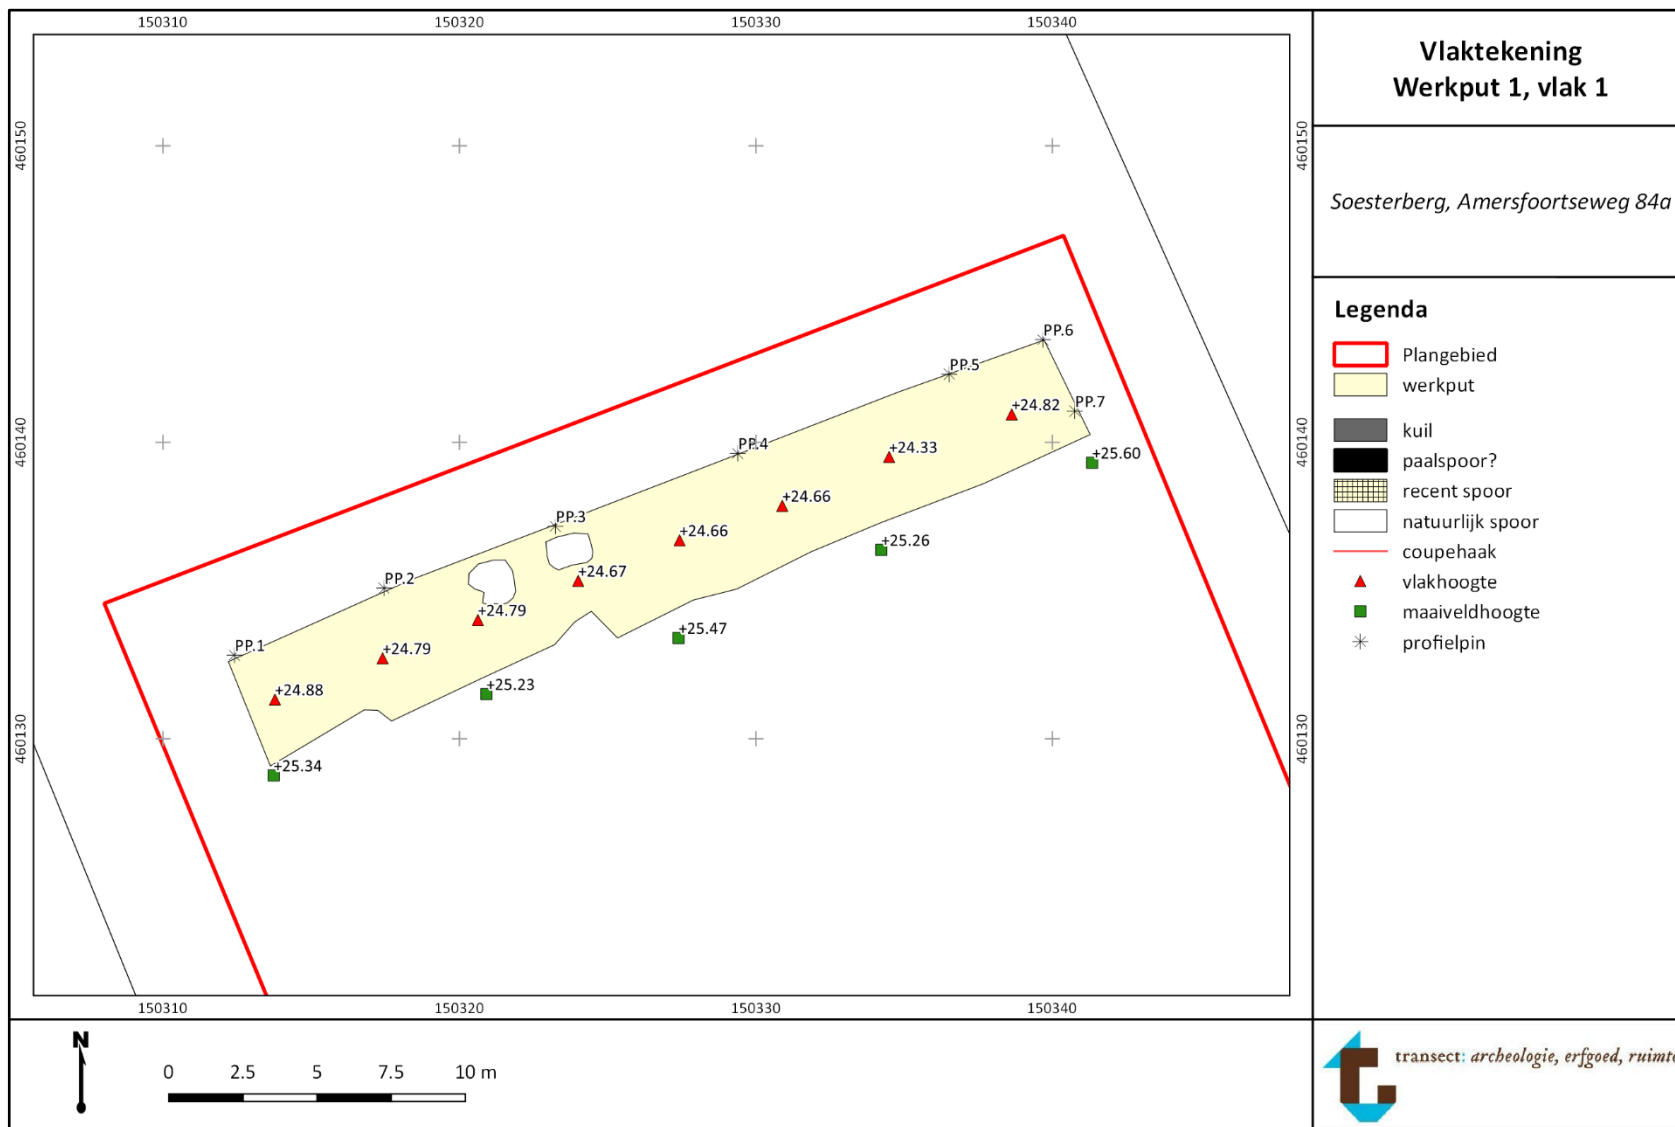 150310 150320 150330 150340
Vlaktekening
Werkput 1, vlak 1
Soesterberg, Amersfoortseweg 84a
460150
460150
460140
460140
460130
460130
PP.6
PP.5
PP.7
+24.82
PP.4
+24.33
+25.60
+24.66
PP.3
+24.66
+25.26
+24.67
PP.2
+24.79
+25.47
PP.1
+24.79
+25.23
+24.88
+25.34
Legenda
Plangebied
werkput
kuil
paalspoor?
recent spoor
natuurlijk spoor
coupehaak
vlakhoogte
maaiveldhoogte
profielpin
150310 150320 150330 150340
N
0 2.5 5 7.5 10 m
transect: archeologie, erfgoed, ruimte